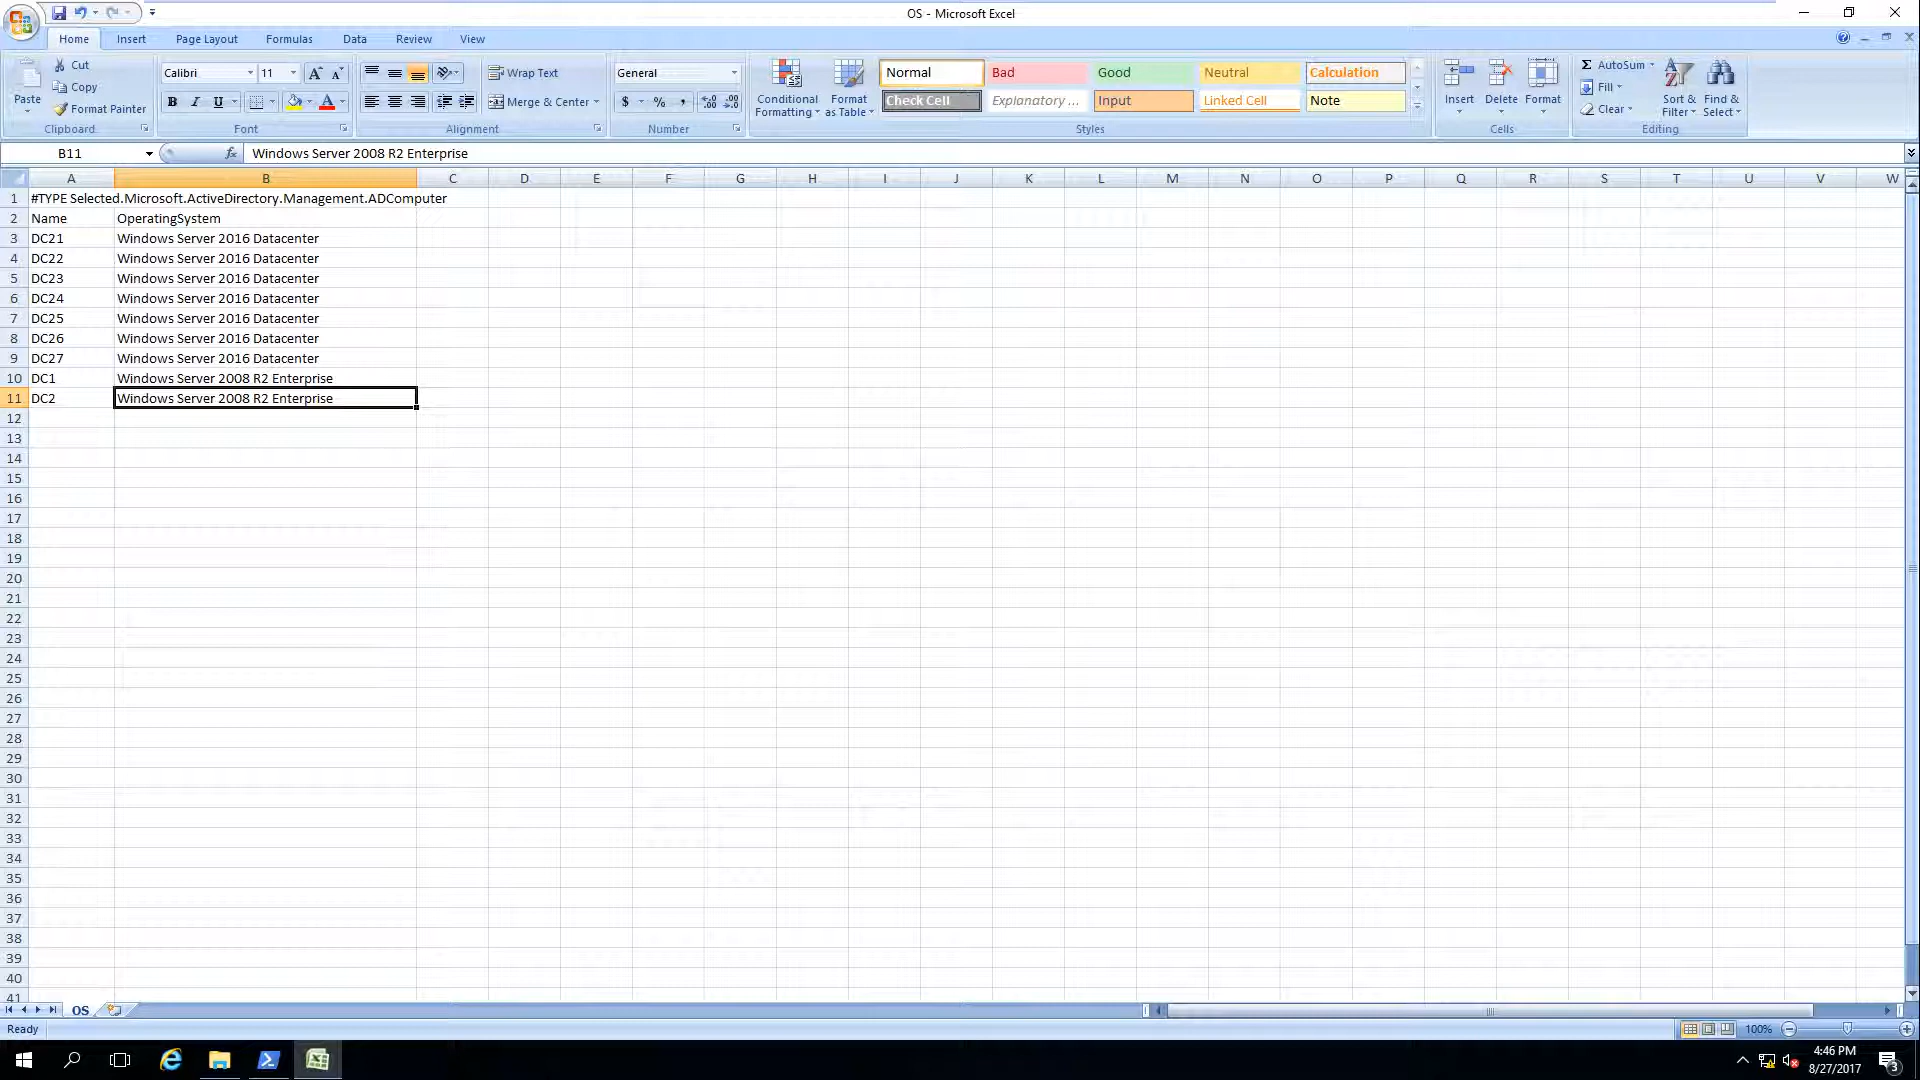 OS - Microsoft Excel
Home Insert Page Layout Formulas Data Review View
Paste
Cut
Copy
Format Painter
Clipboard
Calibri 11
B I U
Font
Wrap Text
Merge & Center
Alignment
General
$ % ,
Number
Conditional Formatting
Format as Table
Normal Bad Good Neutral Calculation
Check Cell Explanatory ... Input Linked Cell Note
Styles
Insert Delete Format
Cells
Σ AutoSum
Fill
Clear
Sort & Filter
Find & Select
Editing
B11 fx Windows Server 2008 R2 Enterprise
A B C D E F G H I J K L M N O P Q R S T U V W
1 #TYPE Selected.Microsoft.ActiveDirectory.Management.ADComputer
2 Name OperatingSystem
3 DC21 Windows Server 2016 Datacenter
4 DC22 Windows Server 2016 Datacenter
5 DC23 Windows Server 2016 Datacenter
6 DC24 Windows Server 2016 Datacenter
7 DC25 Windows Server 2016 Datacenter
8 DC26 Windows Server 2016 Datacenter
9 DC27 Windows Server 2016 Datacenter
10 DC1 Windows Server 2008 R2 Enterprise
11 DC2 Windows Server 2008 R2 Enterprise
12
13
14
15
16
17
18
19
20
21
22
23
24
25
26
27
28
29
30
31
32
33
34
35
36
37
38
39
40
41
OS
Ready 100%
4:46 PM
8/27/2017
3